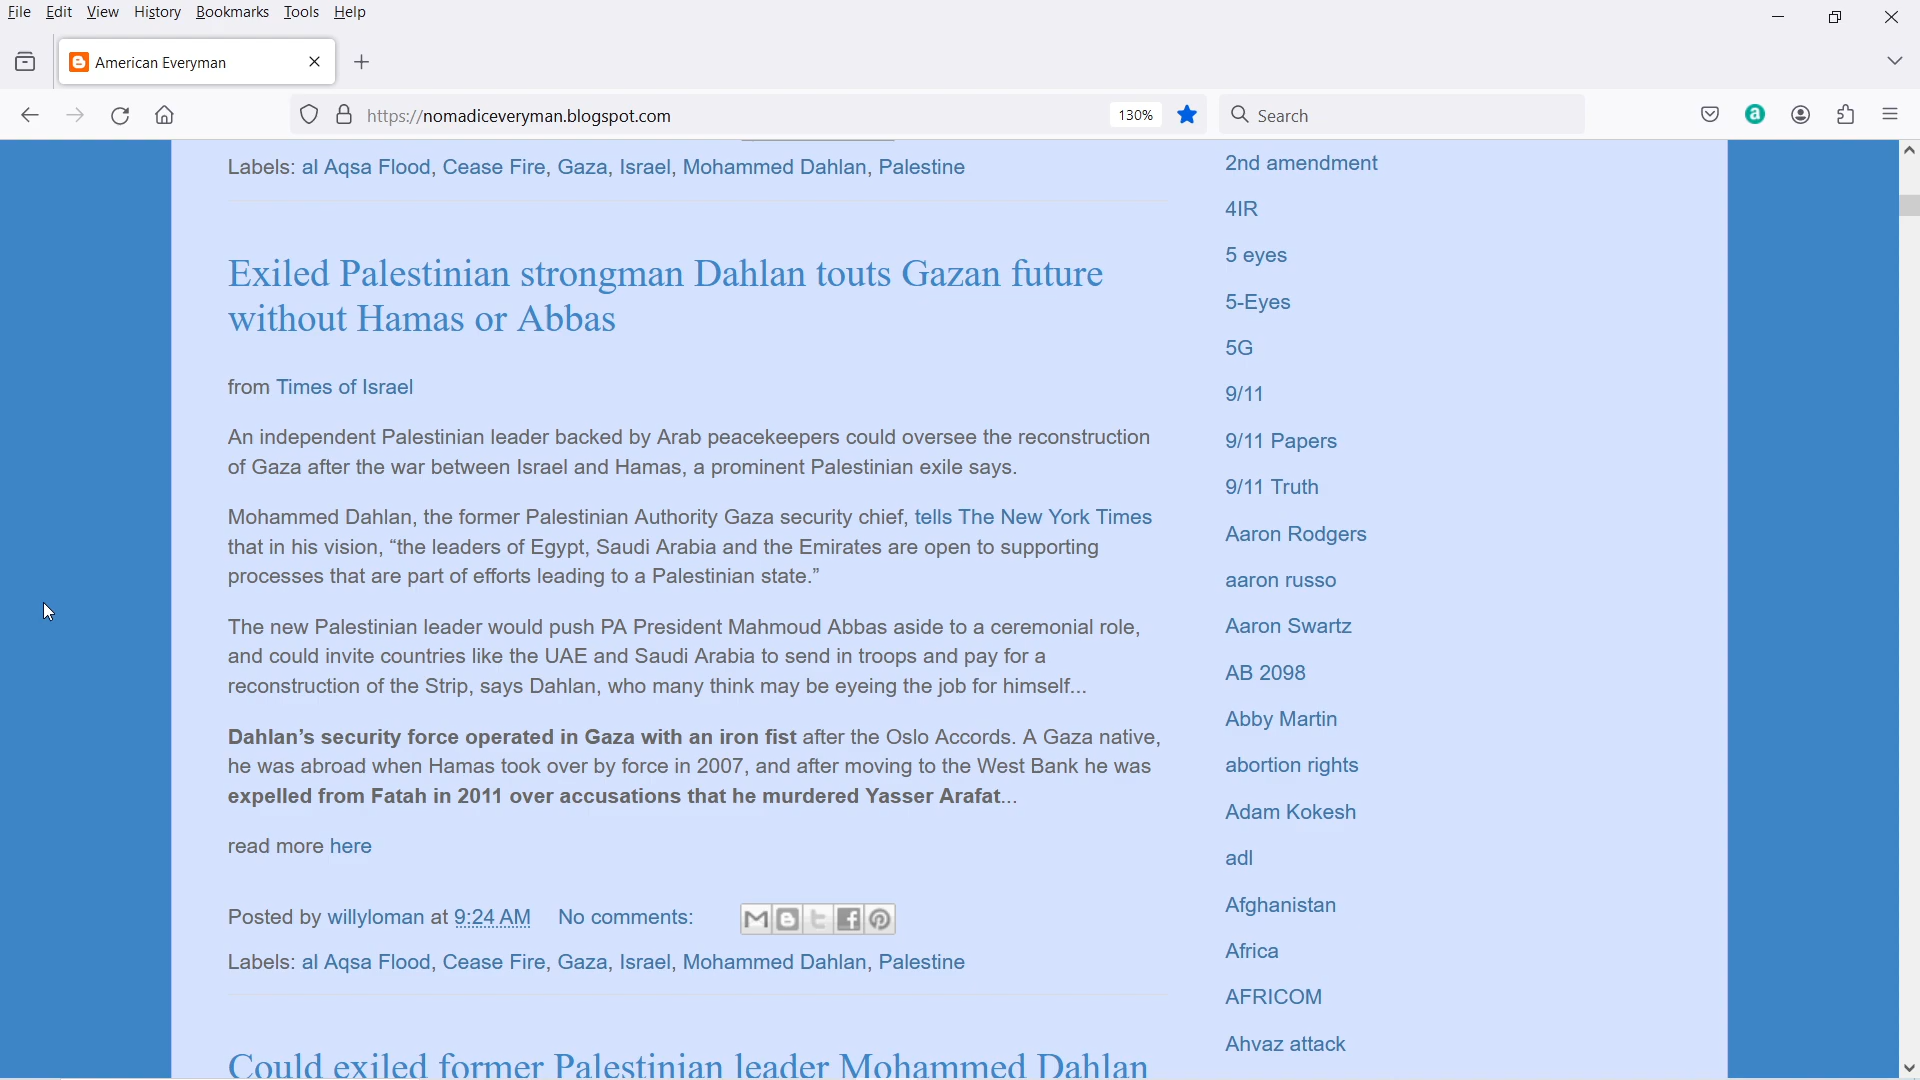 File Edit View History Bookmarks Tools Help
American Everyman
https://nomadiceveryman.blogspot.com
130%
Search
Labels: al Aqsa Flood, Cease Fire, Gaza, Israel, Mohammed Dahlan, Palestine
Exiled Palestinian strongman Dahlan touts Gazan future
without Hamas or Abbas
from Times of Israel
An independent Palestinian leader backed by Arab peacekeepers could oversee the reconstruction
of Gaza after the war between Israel and Hamas, a prominent Palestinian exile says.
Mohammed Dahlan, the former Palestinian Authority Gaza security chief, tells The New York Times
that in his vision, “the leaders of Egypt, Saudi Arabia and the Emirates are open to supporting
processes that are part of efforts leading to a Palestinian state.”
The new Palestinian leader would push PA President Mahmoud Abbas aside to a ceremonial role,
and could invite countries like the UAE and Saudi Arabia to send in troops and pay for a
reconstruction of the Strip, says Dahlan, who many think may be eyeing the job for himself...
Dahlan’s security force operated in Gaza with an iron fist after the Oslo Accords. A Gaza native,
he was abroad when Hamas took over by force in 2007, and after moving to the West Bank he was
expelled from Fatah in 2011 over accusations that he murdered Yasser Arafat...
read more here
Posted by willyloman at 9:24 AM No comments:
Labels: al Aqsa Flood, Cease Fire, Gaza, Israel, Mohammed Dahlan, Palestine
Could exiled former Palestinian leader Mohammed Dahlan
2nd amendment
4IR
5 eyes
5-Eyes
5G
9/11
9/11 Papers
9/11 Truth
Aaron Rodgers
aaron russo
Aaron Swartz
AB 2098
Abby Martin
abortion rights
Adam Kokesh
adl
Afghanistan
Africa
AFRICOM
Ahvaz attack